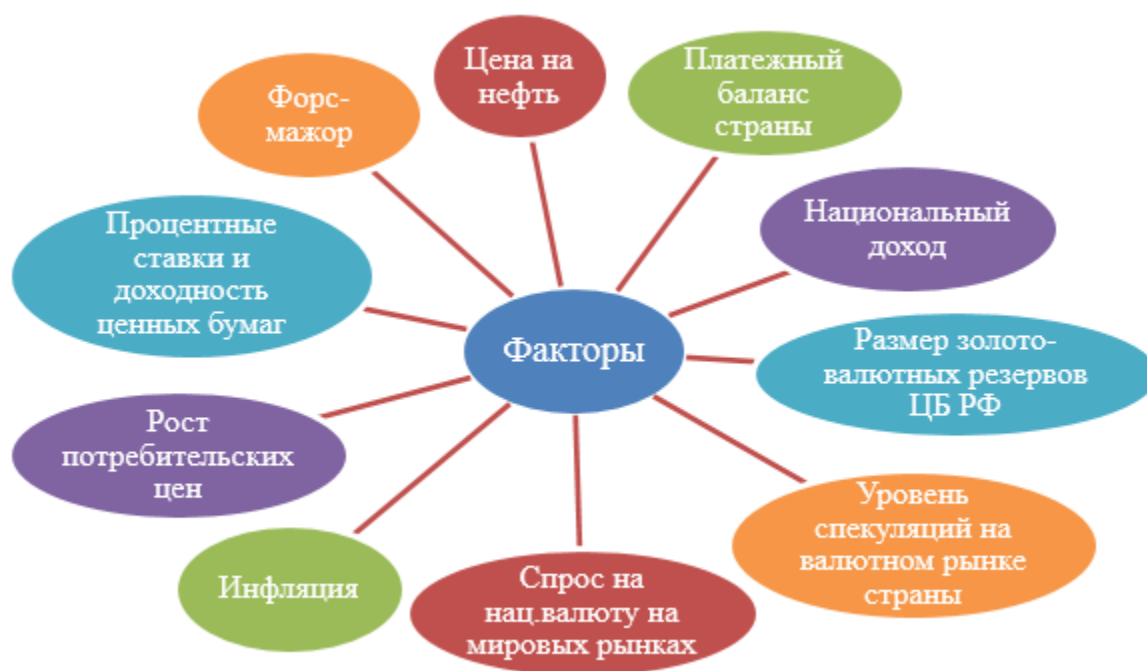 Цена на
нефть
Платежный
баланс
страны
Национальный
доход
Размер золото-
валютных резервов
ЦБ РФ
Уровень
спекуляций на
валютном рынке
страны
Спрос на
нац.валюту на
мировых рынках
Инфляция
Рост
потребительских
цен
Процентные
ставки и
доходность
ценных бумаг
Форс-
мажор
Факторы